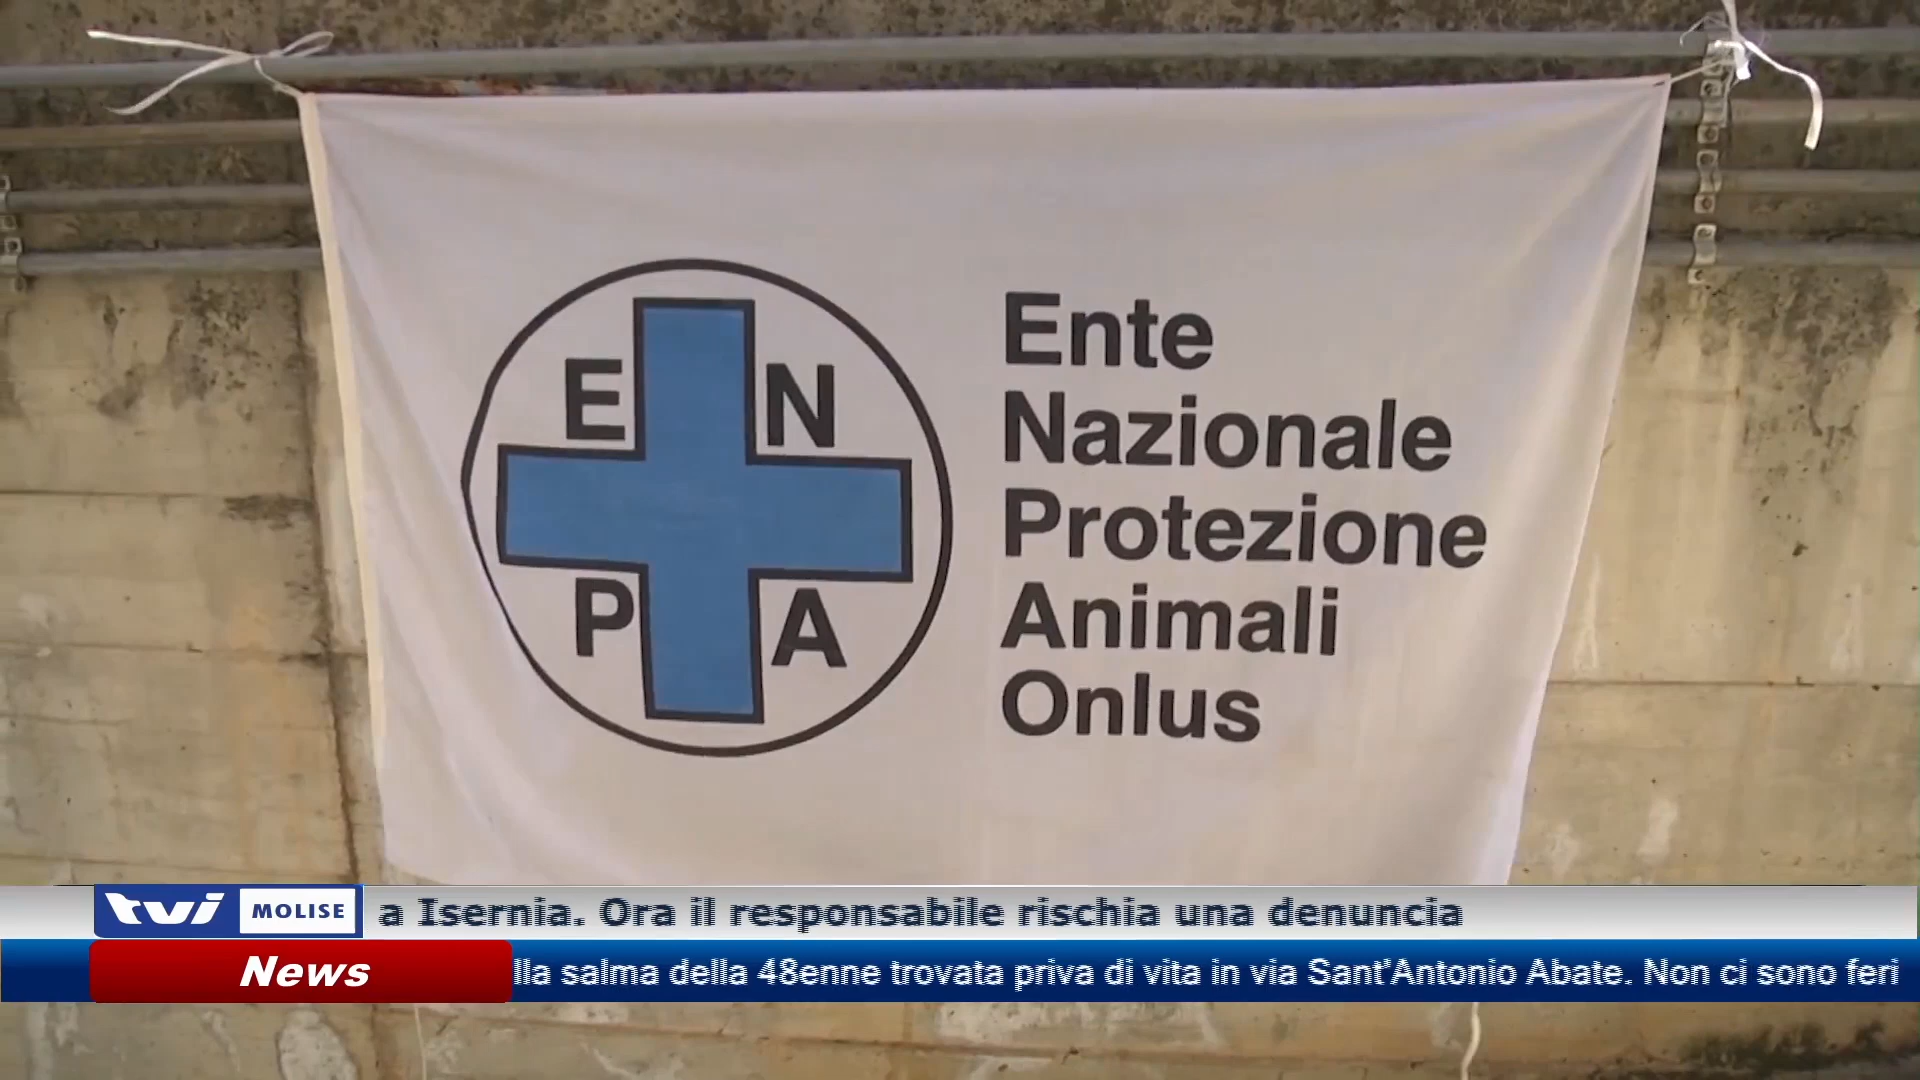 E N
P A
Ente
Nazionale
Protezione
Animali
Onlus
tvi MOLISE a Isernia. Ora il responsabile rischia una denuncia
News lla salma della 48enne trovata priva di vita in via Sant'Antonio Abate. Non ci sono feri